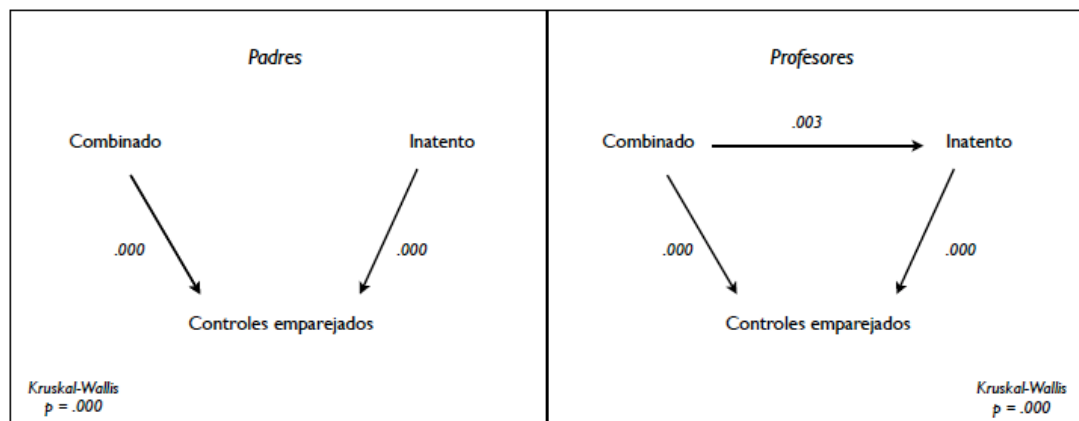 Padres
Combinado
Inatento
.000
.000
Controles emparejados
Kruskal-Wallis
p = .000
Profesores
.003
Combinado
Inatento
.000
.000
Controles emparejados
Kruskal-Wallis
p = .000